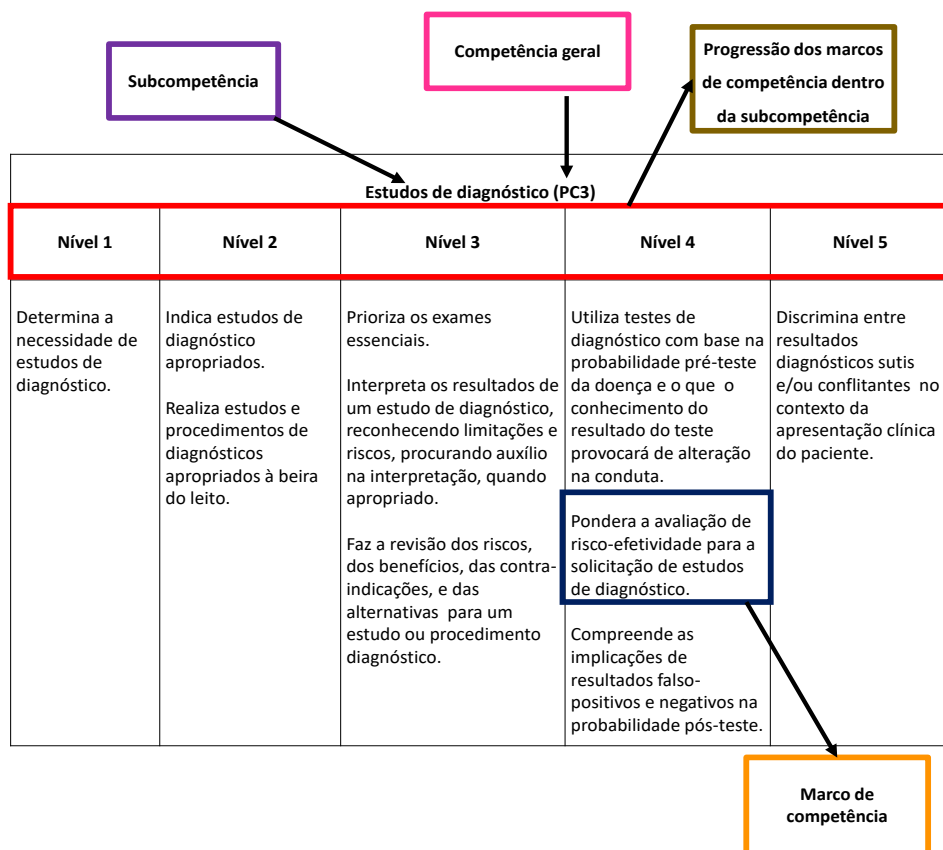 Subcompetência
Competência geral
Progressão dos marcos
de competência dentro
da subcompetência
Estudos de diagnóstico (PC3)
Nível 1
Nível 2
Nível 3
Nível 4
Nível 5
Determina a
necessidade de
estudos de
diagnóstico.
Indica estudos de
diagnóstico
apropriados.
Realiza estudos e
procedimentos de
diagnósticos
apropriados à beira
do leito.
Prioriza os exames
essenciais.
Interpreta os resultados de
um estudo de diagnóstico,
reconhecendo limitações e
riscos, procurando auxílio
na interpretação, quando
apropriado.
Faz a revisão dos riscos,
dos benefícios, das contra-
indicações, e das
alternativas para um
estudo ou procedimento
diagnóstico.
Utiliza testes de
diagnóstico com base na
probabilidade pré-teste
da doença e o que o
conhecimento do
resultado do teste
provocará de alteração
na conduta.
Pondera a avaliação de
risco-efetividade para a
solicitação de estudos
de diagnóstico.
Compreende as
implicações de
resultados falso-
positivos e negativos na
probabilidade pós-teste.
Discrimina entre
resultados
diagnósticos sutis
e/ou conflitantes no
contexto da
apresentação clínica
do paciente.
Marco de
competência